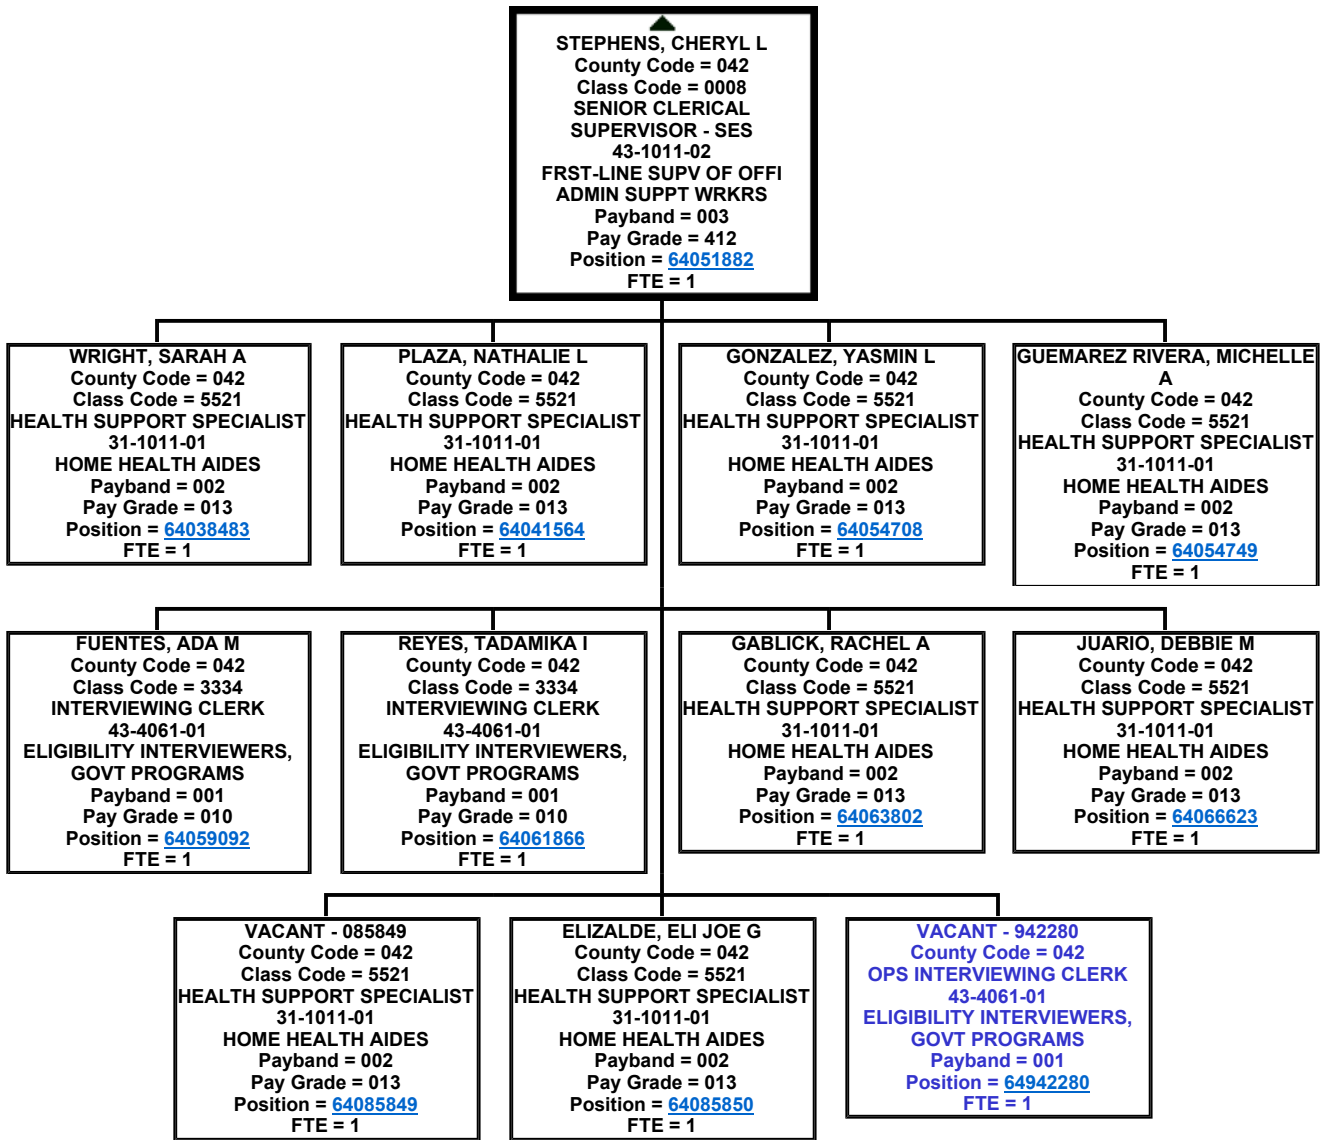 STEPHENS, CHERYL L
County Code = 042
Class Code = 0008
SENIOR CLERICAL
SUPERVISOR - SES
43-1011-02
FRST-LINE SUPV OF OFFI
ADMIN SUPPT WRKRS
Payband = 003
Pay Grade = 412
Position = 64051882
FTE = 1
WRIGHT, SARAH A
County Code = 042
Class Code = 5521
HEALTH SUPPORT SPECIALIST
31-1011-01
HOME HEALTH AIDES
Payband = 002
Pay Grade = 013
Position = 64038483
FTE = 1
PLAZA, NATHALIE L
County Code = 042
Class Code = 5521
HEALTH SUPPORT SPECIALIST
31-1011-01
HOME HEALTH AIDES
Payband = 002
Pay Grade = 013
Position = 64041564
FTE = 1
GONZALEZ, YASMIN L
County Code = 042
Class Code = 5521
HEALTH SUPPORT SPECIALIST
31-1011-01
HOME HEALTH AIDES
Payband = 002
Pay Grade = 013
Position = 64054708
FTE = 1
GUEMAREZ RIVERA, MICHELLE
A
County Code = 042
Class Code = 5521
HEALTH SUPPORT SPECIALIST
31-1011-01
HOME HEALTH AIDES
Payband = 002
Pay Grade = 013
Position = 64054749
FTE = 1
FUENTES, ADA M
County Code = 042
Class Code = 3334
INTERVIEWING CLERK
43-4061-01
ELIGIBILITY INTERVIEWERS,
GOVT PROGRAMS
Payband = 001
Pay Grade = 010
Position = 64059092
FTE = 1
REYES, TADAMIKA I
County Code = 042
Class Code = 3334
INTERVIEWING CLERK
43-4061-01
ELIGIBILITY INTERVIEWERS,
GOVT PROGRAMS
Payband = 001
Pay Grade = 010
Position = 64061866
FTE = 1
GABLICK, RACHEL A
County Code = 042
Class Code = 5521
HEALTH SUPPORT SPECIALIST
31-1011-01
HOME HEALTH AIDES
Payband = 002
Pay Grade = 013
Position = 64063802
FTE = 1
JUARIO, DEBBIE M
County Code = 042
Class Code = 5521
HEALTH SUPPORT SPECIALIST
31-1011-01
HOME HEALTH AIDES
Payband = 002
Pay Grade = 013
Position = 64066623
FTE = 1
VACANT - 085849
County Code = 042
Class Code = 5521
HEALTH SUPPORT SPECIALIST
31-1011-01
HOME HEALTH AIDES
Payband = 002
Pay Grade = 013
Position = 64085849
FTE = 1
ELIZALDE, ELI JOE G
County Code = 042
Class Code = 5521
HEALTH SUPPORT SPECIALIST
31-1011-01
HOME HEALTH AIDES
Payband = 002
Pay Grade = 013
Position = 64085850
FTE = 1
VACANT - 942280
County Code = 042
OPS INTERVIEWING CLERK
43-4061-01
ELIGIBILITY INTERVIEWERS,
GOVT PROGRAMS
Payband = 001
Position = 64942280
FTE = 1